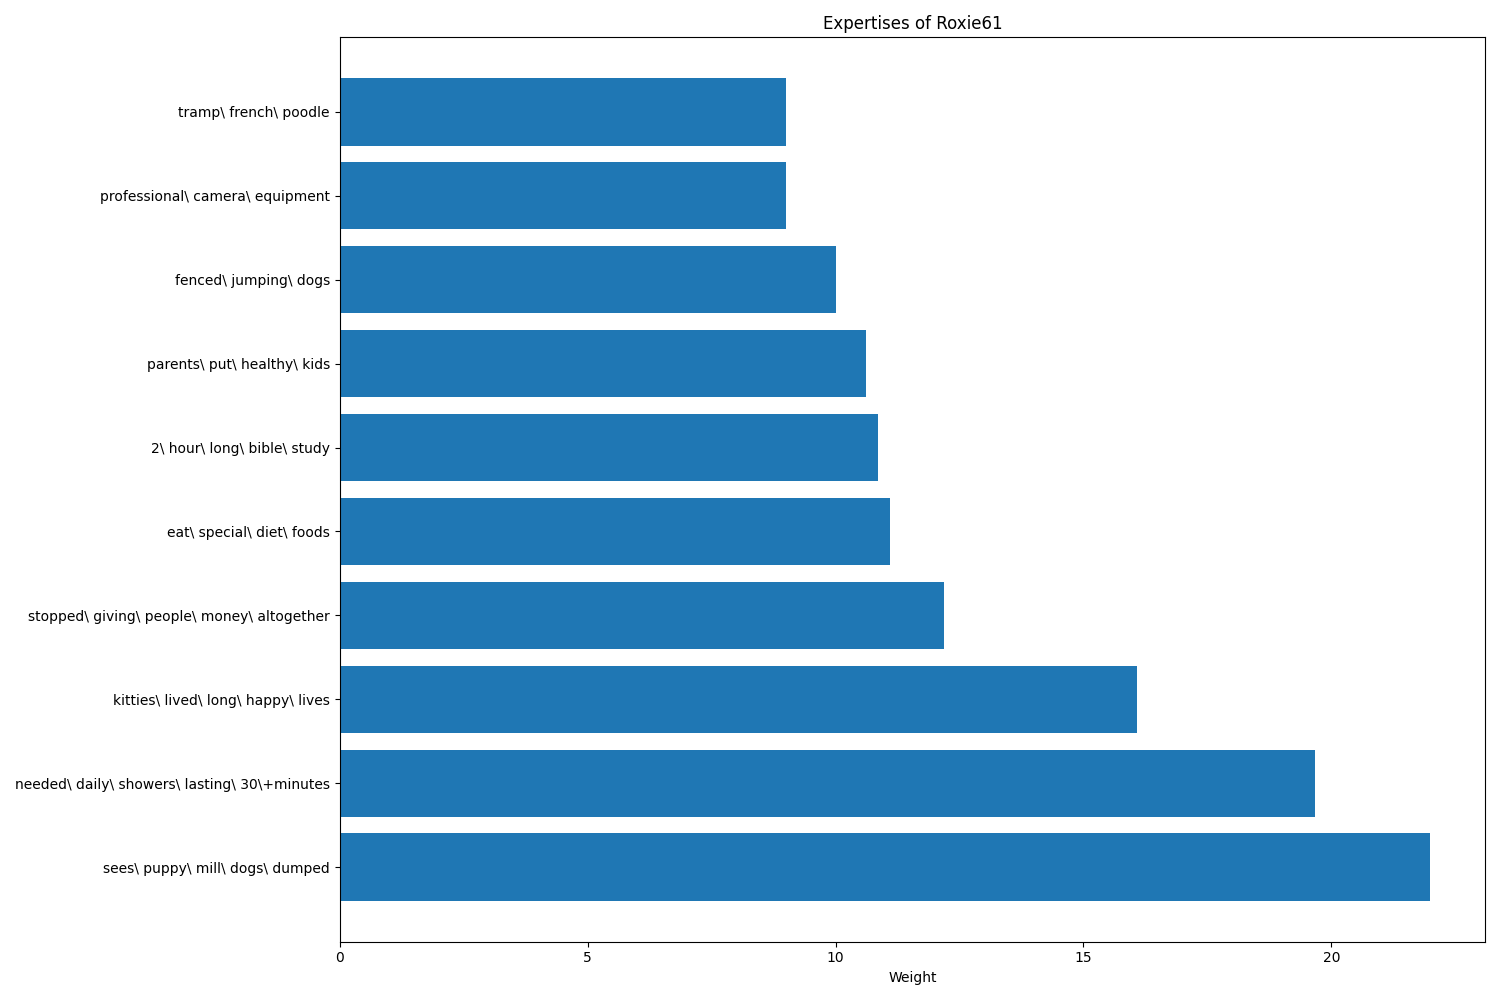 Expertises of Roxie61
tramp\ french\ poodle
professional\ camera\ equipment
fenced\ jumping\ dogs
parents\ put\ healthy\ kids
2\ hour\ long\ bible\ study
eat\ special\ diet\ foods
stopped\ giving\ people\ money\ altogether
kitties\ lived\ long\ happy\ lives
needed\ daily\ showers\ lasting\ 30\+minutes
sees\ puppy\ mill\ dogs\ dumped
0 5 10 15 20
Weight